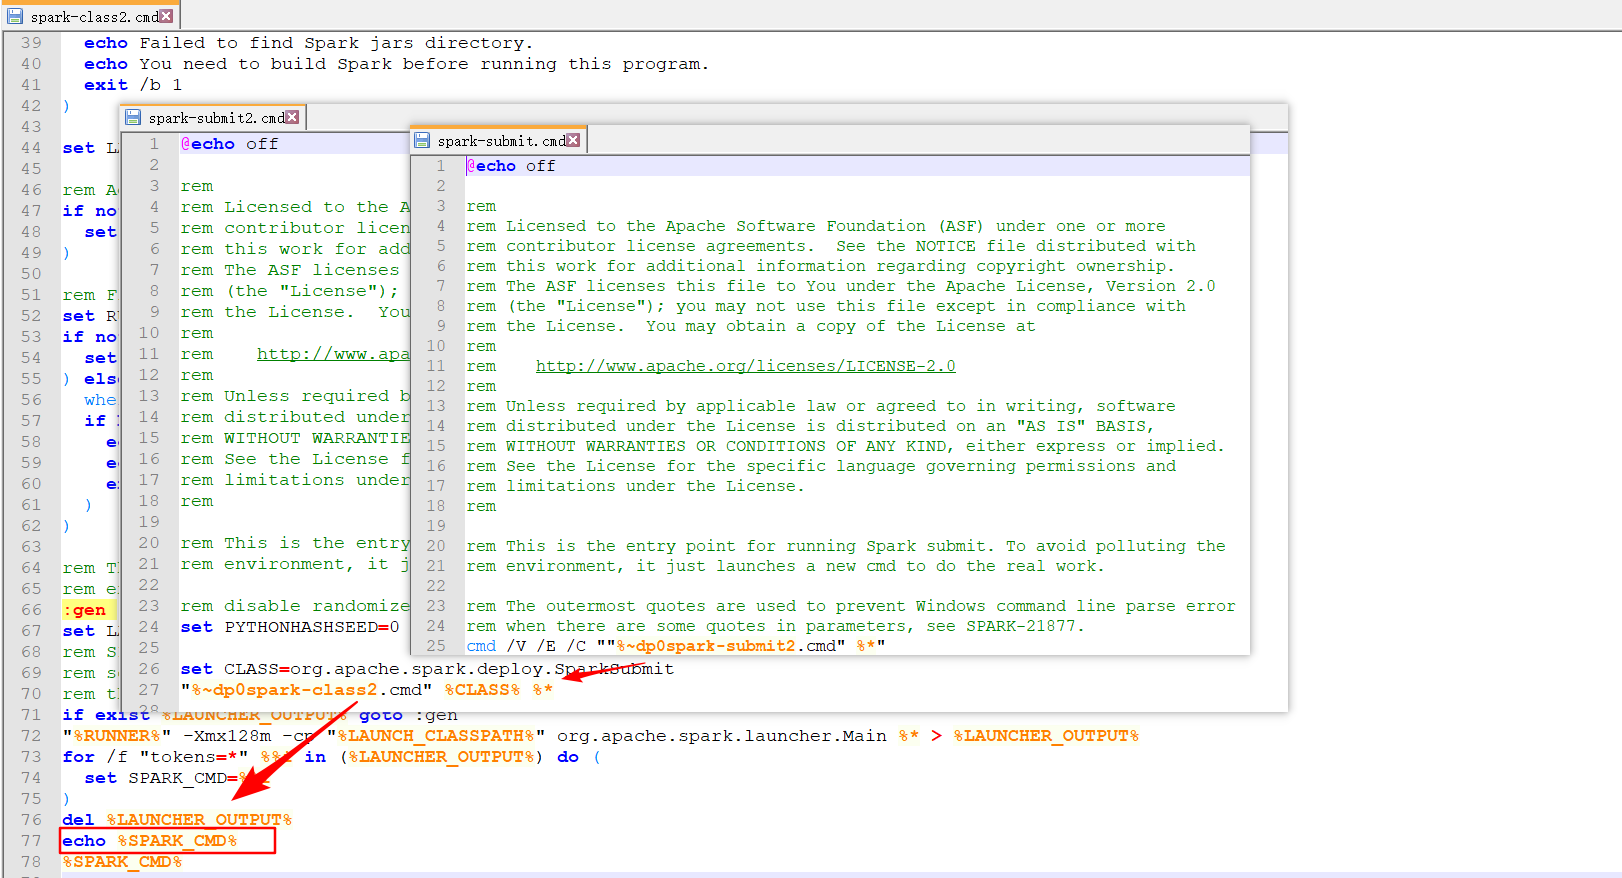 spark-class2.cmd
39 echo Failed to find Spark jars directory.
40 echo You need to build Spark before running this program.
41 exit /b 1
42 )
43
44 set
45
46 rem
47 if
48 set
49 )
50
51 rem
52 set
53 if
54 set
55 )
56
57 if
58
59
60
61 )
62 )
63
64 rem
65 rem
66 :gen
67 set
68 rem
69 rem
70 rem
71 if exist %LAUNCHER_OUTPUT% goto :gen
72 "%RUNNER%" -Xmx128m -cp "%LAUNCH_CLASSPATH%" org.apache.spark.launcher.Main %* > %LAUNCHER_OUTPUT%
73 for /f "tokens=*" in (%LAUNCHER_OUTPUT%) do (
74 set SPARK_CMD=
75 )
76 del %LAUNCHER_OUTPUT%
77 echo %SPARK_CMD%
78 %SPARK_CMD%
spark-submit2.cmd
1 @echo off
2
3 rem
4 rem Licensed to the
5 rem contributor
6 rem this work for
7 rem The ASF licenses
8 rem (the "License");
9 rem the License. You
10 rem
11 rem http://www.apa
12 rem
13 rem Unless required
14 rem distributed under
15 rem WITHOUT
16 rem See the License
17 rem limitations under
18 rem
19
20 rem This is the entry
21 rem environment, it
22
23 rem disable randomize
24 set PYTHONHASHSEED=0
25
26 set CLASS=org.apache.spark.deploy.SparkSubmit
27 "%~dp0spark-class2.cmd" %CLASS% %*
28
spark-submit.cmd
1 @echo off
2
3 rem
4 rem Licensed to the Apache Software Foundation (ASF) under one or more
5 rem contributor license agreements. See the NOTICE file distributed with
6 rem this work for additional information regarding copyright ownership.
7 rem The ASF licenses this file to You under the Apache License, Version 2.0
8 rem (the "License"); you may not use this file except in compliance with
9 rem the License. You may obtain a copy of the License at
10 rem
11 rem http://www.apache.org/licenses/LICENSE-2.0
12 rem
13 rem Unless required by applicable law or agreed to in writing, software
14 rem distributed under the License is distributed on an "AS IS" BASIS,
15 rem WITHOUT WARRANTIES OR CONDITIONS OF ANY KIND, either express or implied.
16 rem See the License for the specific language governing permissions and
17 rem limitations under the License.
18 rem
19
20 rem This is the entry point for running Spark submit. To avoid polluting the
21 rem environment, it just launches a new cmd to do the real work.
22
23 rem The outermost quotes are used to prevent Windows command line parse error
24 rem when there are some quotes in parameters, see SPARK-21877.
25 cmd /V /E /C ""%~dp0spark-submit2.cmd" %*"